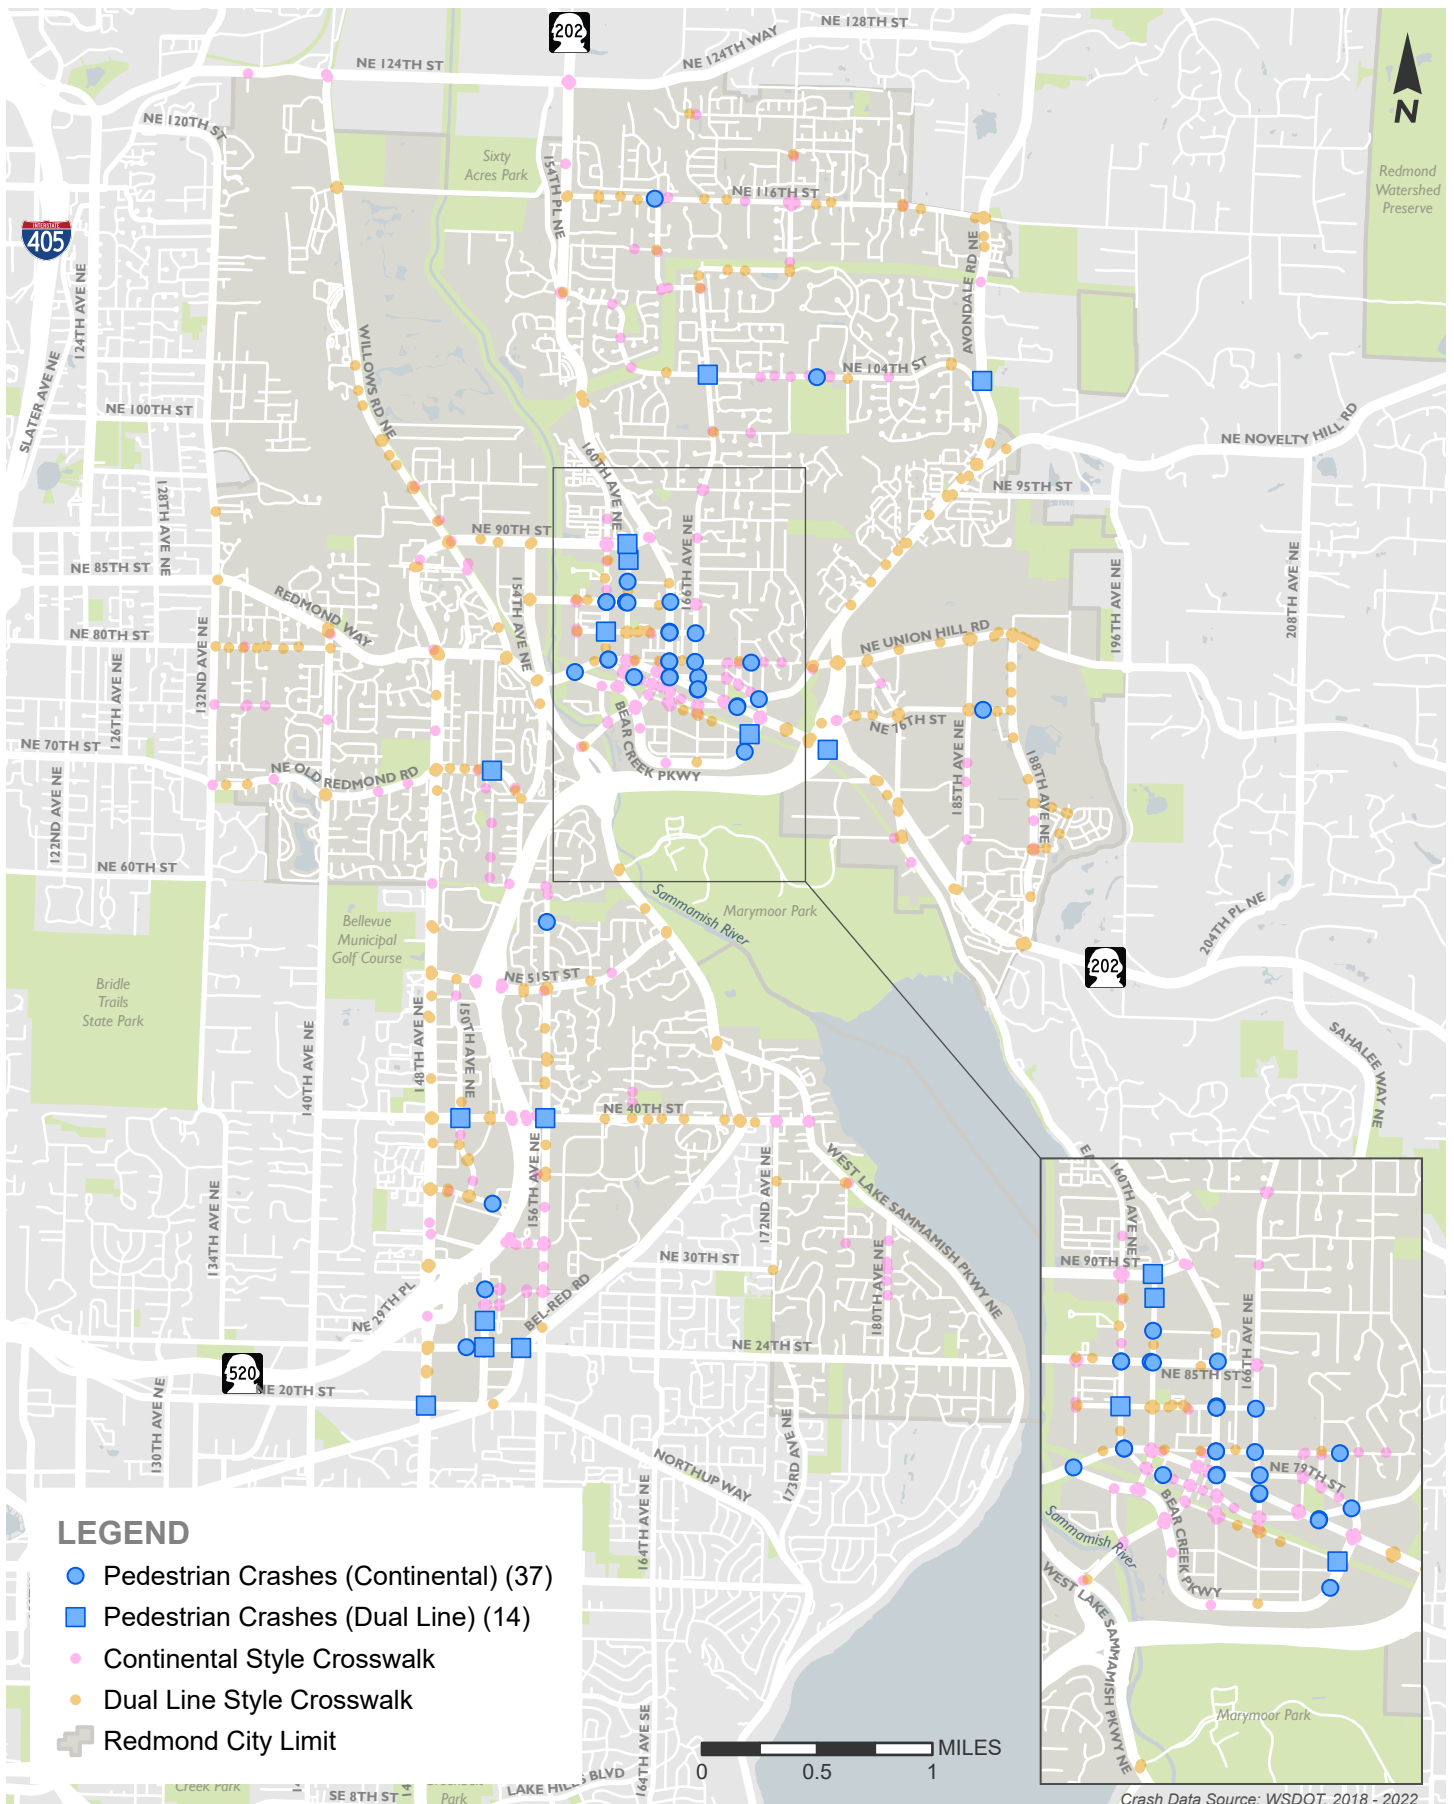 202
NE 128TH ST
NE 124TH WAY
NE 124TH ST
N
NE 120TH ST
Sixty
Acres Park
154TH PL NE
NE 116TH ST
Redmond
Watershed
Preserve
INTERSTATE
405
124TH AVE NE
AVONDALE RD NE
WILLOWS RD NE
SLATER AVE NE
NE 104TH ST
NE 100TH ST
NE NOVELTY HILL RD
160TH AVE NE
NE 95TH ST
128TH AVE NE
NE 90TH ST
169TH AVE NE
NE 85TH ST
154TH AVE NE
196TH AVE NE
208TH AVE NE
REDMOND WAY
NE 80TH ST
132ND AVE NE
126TH AVE NE
NE UNION HILL RD
NE 76TH ST
BEAR CREEK PKWY
NE 70TH ST
NE OLD REDMOND RD
185TH AVE NE
188TH AVE NE
122ND AVE NE
NE 60TH ST
Sammamish River
Marymoor Park
204TH PL NE
Bellevue
Municipal
Golf Course
202
NE 51ST ST
Bridle
Trails
State Park
148TH AVE NE
150TH AVE NE
140TH AVE NE
SAHALEE WAY NE
NE 40TH ST
156TH AVE NE
172ND AVE NE
WEST LAKE SAMMAMISH PKWY NE
134TH AVE NE
NE 30TH ST
180TH AVE NE
NE 29TH PL
BEL-RED RD
NE 24TH ST
520
NE 20TH ST
130TH AVE NE
173RD AVE NE
NORTHUP WAY
164TH AVE NE
160TH AVE NE
NE 90TH ST
166TH AVE NE
NE 85TH ST
NE 79TH ST
BEAR CREEK PKWY
Sammamish River
WEST LAKE SAMMAMISH PKWY NE
Marymoor Park
LEGEND
Pedestrian Crashes (Continental) (37)
Pedestrian Crashes (Dual Line) (14)
Continental Style Crosswalk
Dual Line Style Crosswalk
Redmond City Limit
164TH AVE SE
MILES
0 0.5 1
LAKE HILLS BLVD
Creek Park
SE 8TH ST
Park
Crash Data Source: WSDOT, 2018 - 2022